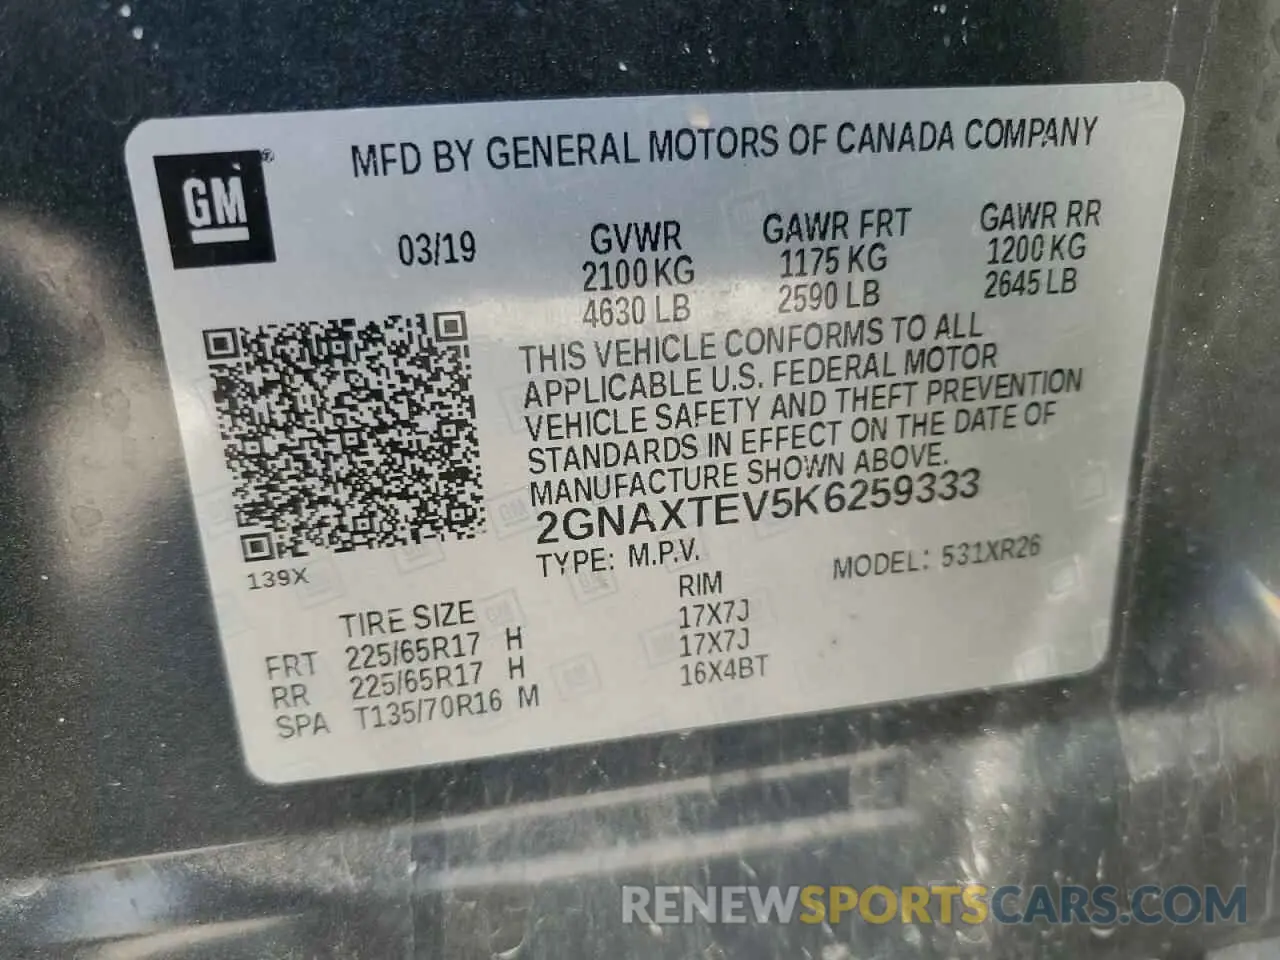 GM®
MFD BY GENERAL MOTORS OF CANADA COMPANY
03/19
GVWR
2100 KG
4630 LB
GAWR FRT
1175 KG
2590 LB
GAWR RR
1200 KG
2645 LB
THIS VEHICLE CONFORMS TO ALL
APPLICABLE U.S. FEDERAL MOTOR
VEHICLE SAFETY AND THEFT PREVENTION
STANDARDS IN EFFECT ON THE DATE OF
MANUFACTURE SHOWN ABOVE.
2GNAXTEV5K6259333
TYPE: M.P.V.
MODEL: 531XR26
139X
TIRE SIZE RIM
FRT 225/65R17 H 17X7J
RR 225/65R17 H 17X7J
SPA T135/70R16 M 16X4BT
RENEWSPORTSCARS.COM